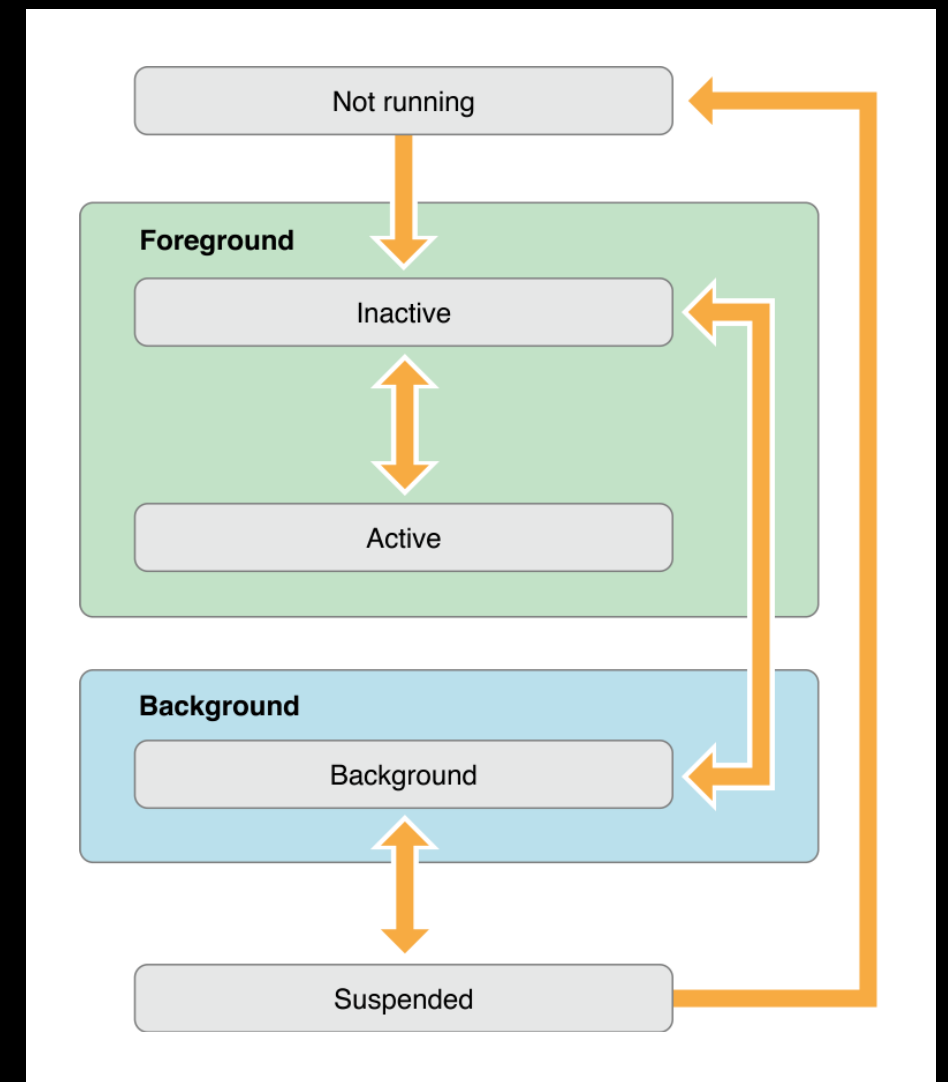 Not running
Foreground
Inactive
Active
Background
Background
Suspended